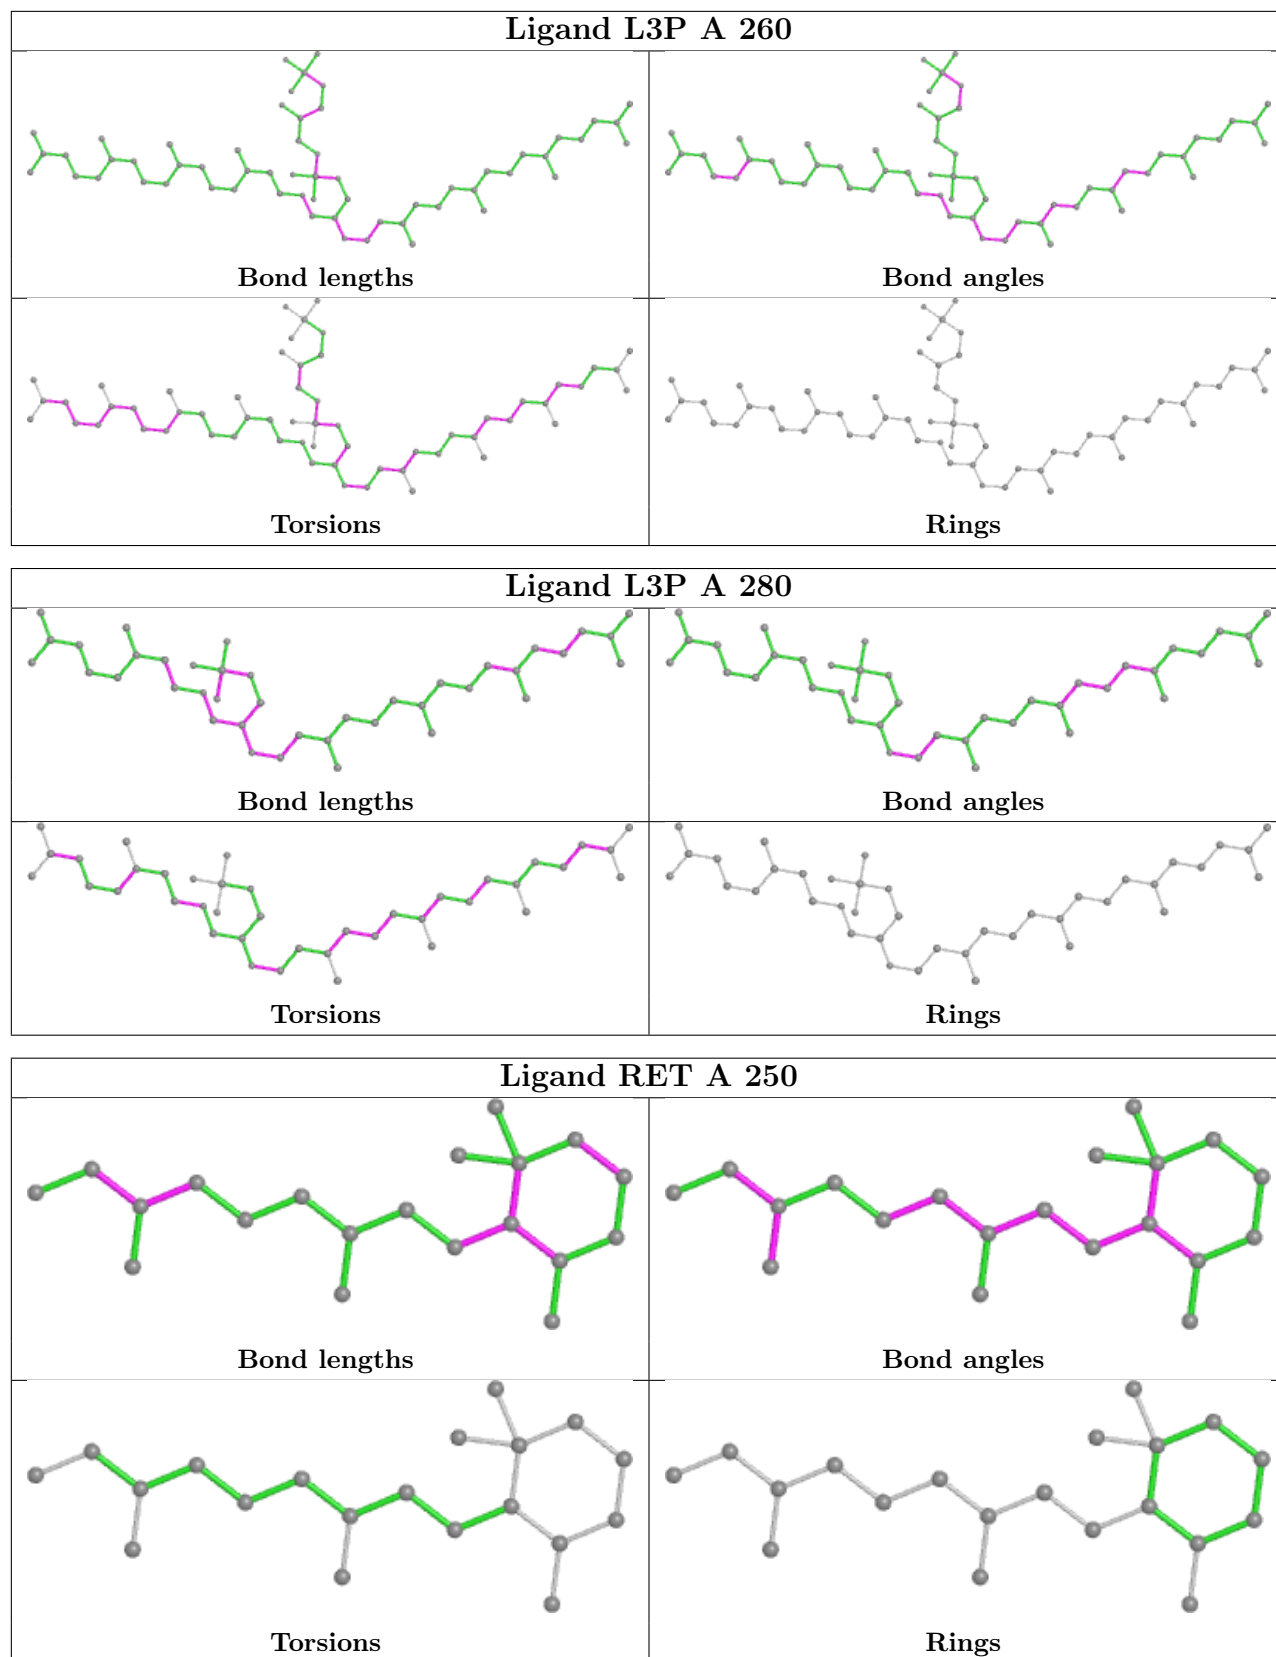 Ligand L3P A 260
Bond lengths
Bond angles
Torsions
Rings
Ligand L3P A 280
Bond lengths
Bond angles
Torsions
Rings
Ligand RET A 250
Bond lengths
Bond angles
Torsions
Rings